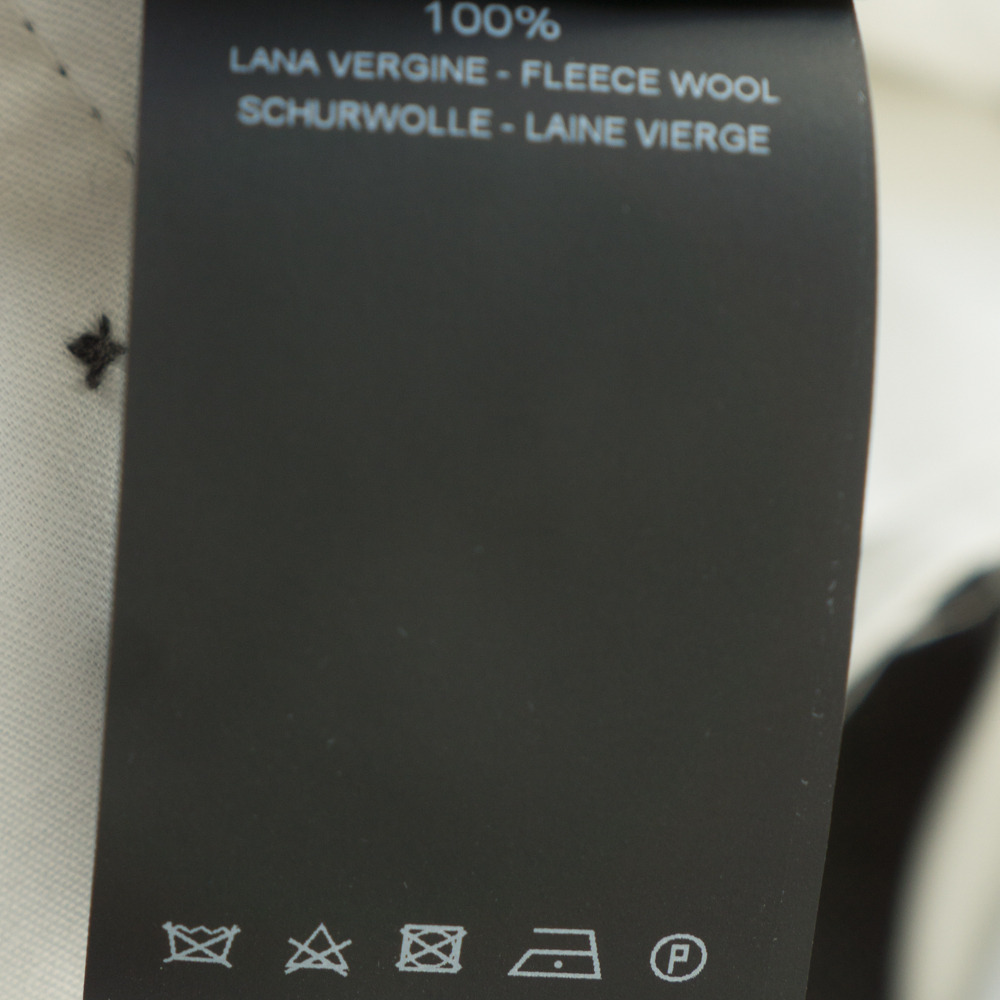 100%
LANA VERGINE - FLEECE WOOL
SCHURWOLLE - LAINE VIERGE
P